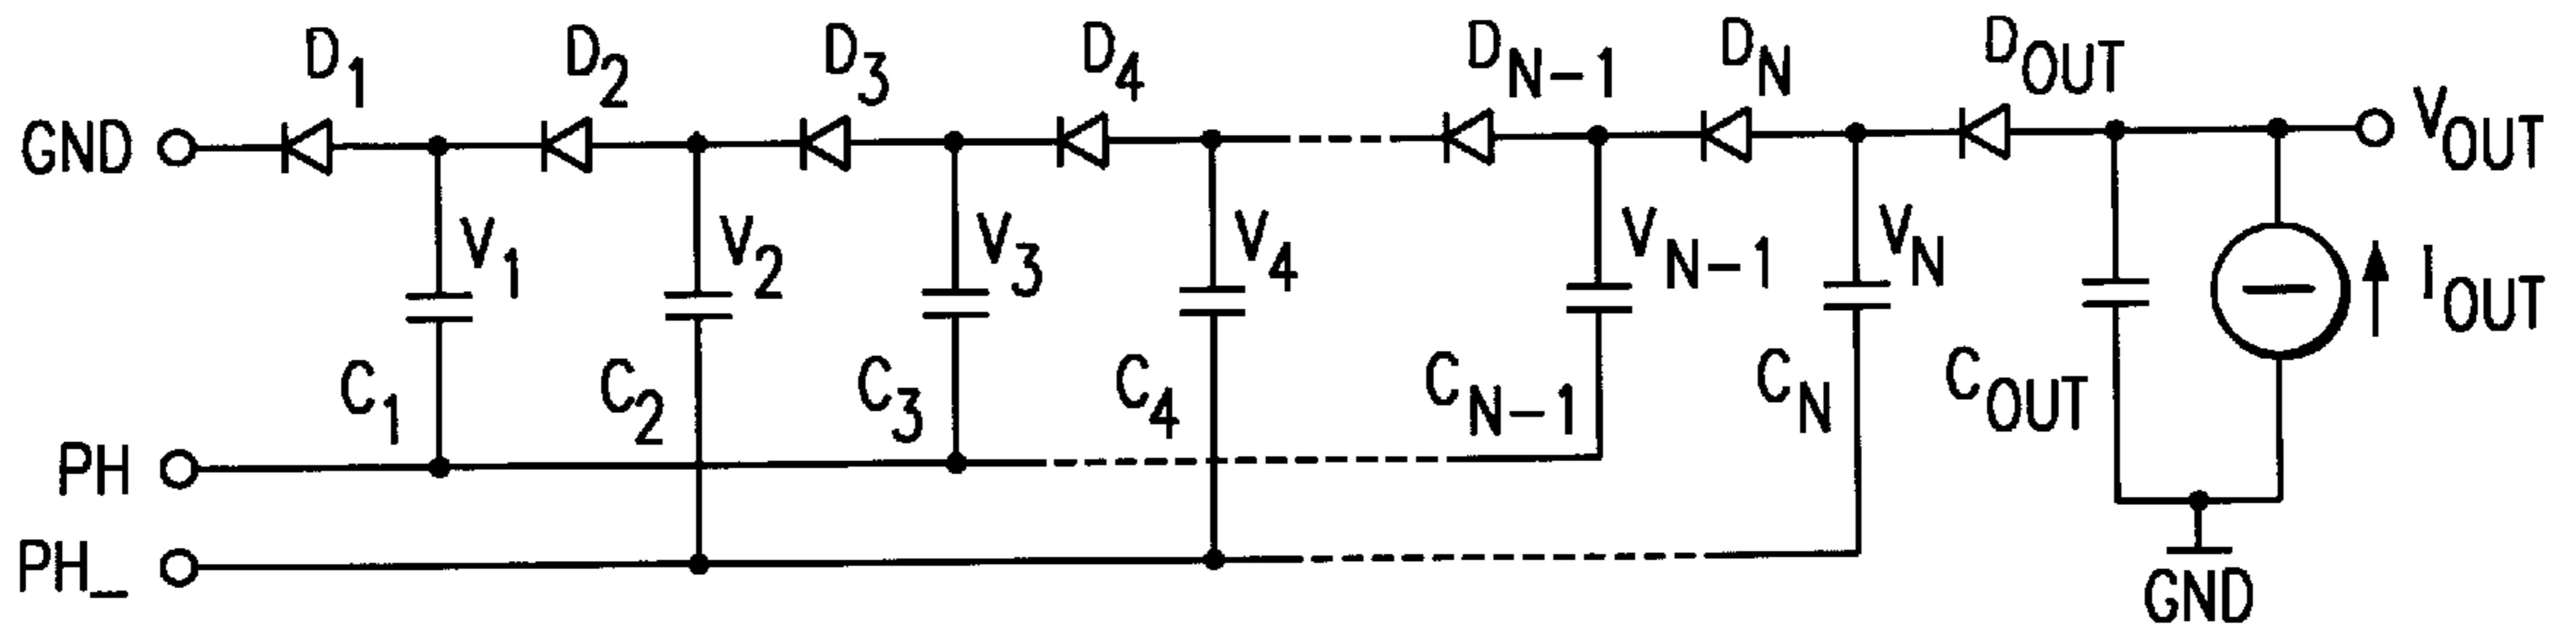 D1 D2 D3 D4 DN-1 DN DOUT
GND VOUT
V1 V2 V3 V4 VN-1 VN
IOUT
C1 C2 C3 C4 CN-1 CN COUT
PH
PH_
GND